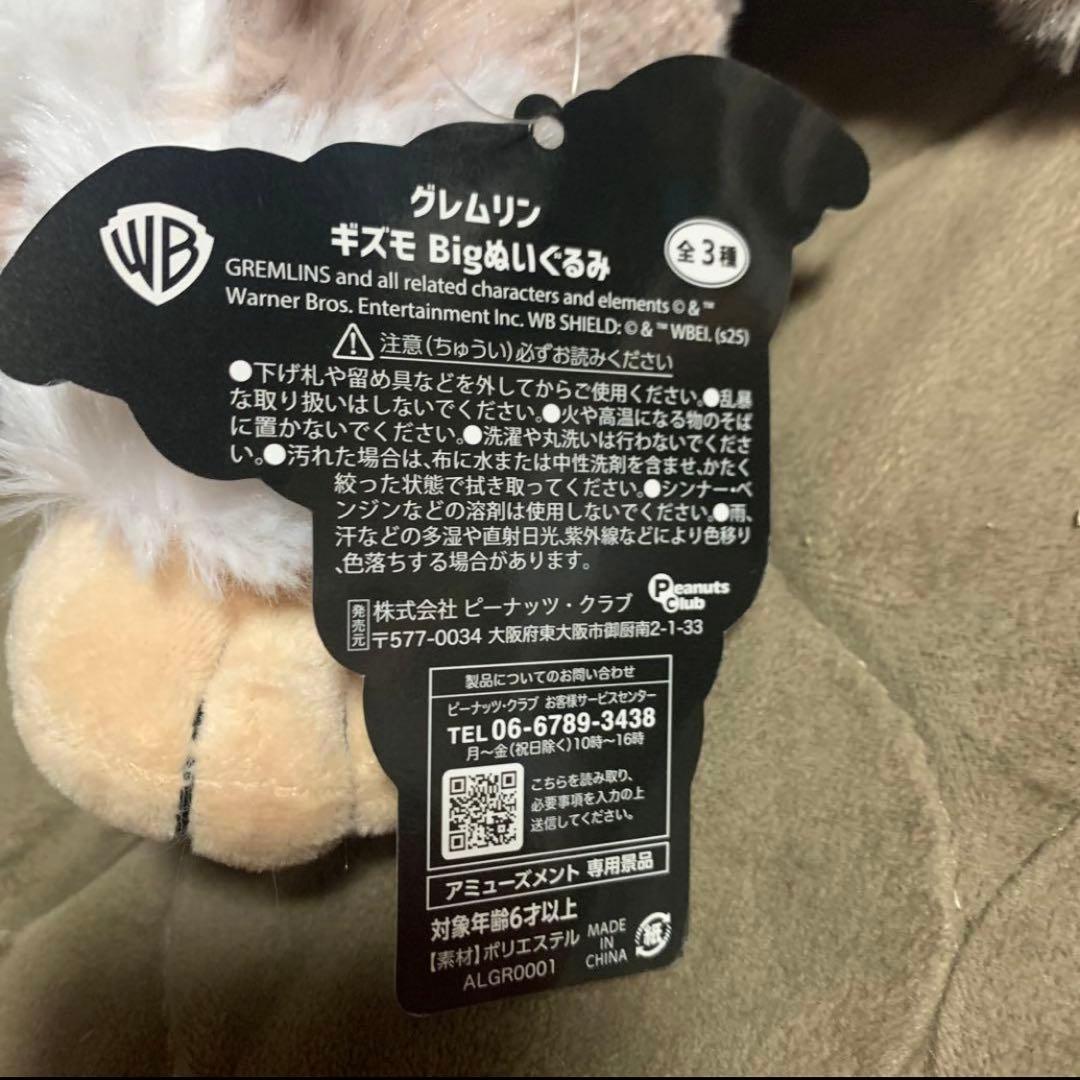 グレムリン
ギズモ Bigぬいぐるみ
全3種
WB
GREMLINS and all related characters and elements © & ™
Warner Bros. Entertainment Inc. WB SHIELD: © & ™ WBEI. (s25)
注意(ちゅうい)必ずお読みください
●下げ札や留め具などを外してからご使用ください。●乱暴
な取り扱いはしないでください。●火や高温になる物のそば
に置かないでください。●洗濯や丸洗いは行わないでくださ
い。●汚れた場合は、布に水または中性洗剤を含ませ、かたく
絞った状態で拭き取ってください。●シンナー・ベ
ンジンなどの溶剤は使用しないでください。●雨、
汗などの多湿や直射日光、紫外線などにより色移り
、色落ちする場合があります。
発売元
株式会社 ピーナッツ・クラブ
Peanuts Club
〒577-0034 大阪府東大阪市御厨南2-1-33
製品についてのお問い合わせ
ピーナッツ・クラブ お客様サービスセンター
TEL 06-6789-3438
月〜金(祝日除く)10時〜16時
こちらを読み取り、
必要事項を入力の上
送信してください。
アミューズメント 専用景品
対象年齢6才以上
【素材】ポリエステル
ALGR0001
MADE
IN
CHINA
紙